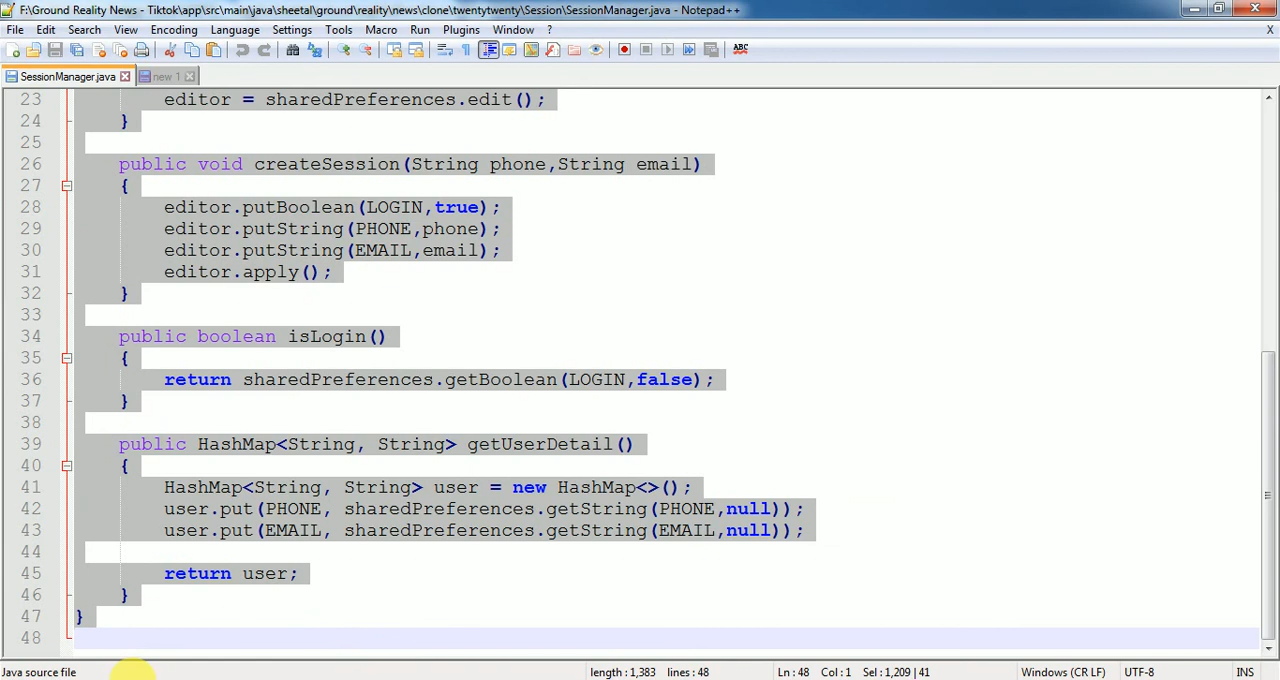 F:\Ground Reality News - Tiktok\app\src\main\java\sheetal\ground\reality\news\clone\twentytwenty\Session\SessionManager.java - Notepad++
File Edit Search View Encoding Language Settings Tools Macro Run Plugins Window ? X
SessionManager.java new 1
23 editor = sharedPreferences.edit();
24 }
25
26 public void createSession(String phone,String email)
27 {
28 editor.putBoolean(LOGIN,true);
29 editor.putString(PHONE,phone);
30 editor.putString(EMAIL,email);
31 editor.apply();
32 }
33
34 public boolean isLogin()
35 {
36 return sharedPreferences.getBoolean(LOGIN,false);
37 }
38
39 public HashMap<String, String> getUserDetail()
40 {
41 HashMap<String, String> user = new HashMap<>();
42 user.put(PHONE, sharedPreferences.getString(PHONE,null));
43 user.put(EMAIL, sharedPreferences.getString(EMAIL,null));
44
45 return user;
46 }
47 }
48
Java source file length : 1,383 lines : 48 Ln : 48 Col : 1 Sel : 1,209 | 41 Windows (CR LF) UTF-8 INS